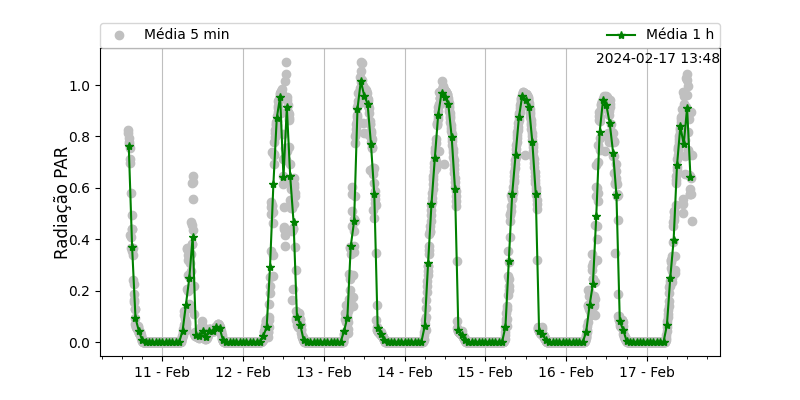 Média 5 min
Média 1 h
2024-02-17 13:48
Radiação PAR
1.0
0.8
0.6
0.4
0.2
0.0
11 - Feb
12 - Feb
13 - Feb
14 - Feb
15 - Feb
16 - Feb
17 - Feb